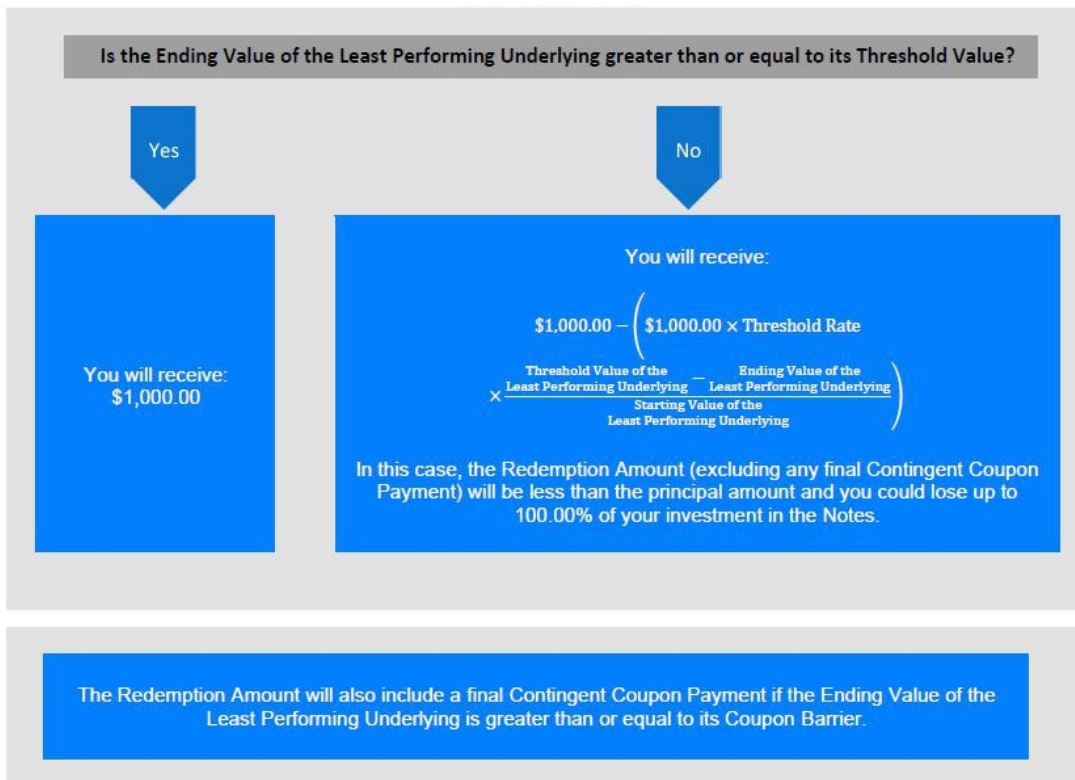 Is the Ending Value of the Least Performing Underlying greater than or equal to its Threshold Value?
Yes
No
You will receive:
$1,000.00
You will receive:
$1,000.00 − ($1,000.00 × Threshold Rate
Threshold Value of the
Least Performing Underlying
−
Ending Value of the
Least Performing Underlying
×
Starting Value of the
Least Performing Underlying
)
In this case, the Redemption Amount (excluding any final Contingent Coupon
Payment) will be less than the principal amount and you could lose up to
100.00% of your investment in the Notes.
The Redemption Amount will also include a final Contingent Coupon Payment if the Ending Value of the
Least Performing Underlying is greater than or equal to its Coupon Barrier.